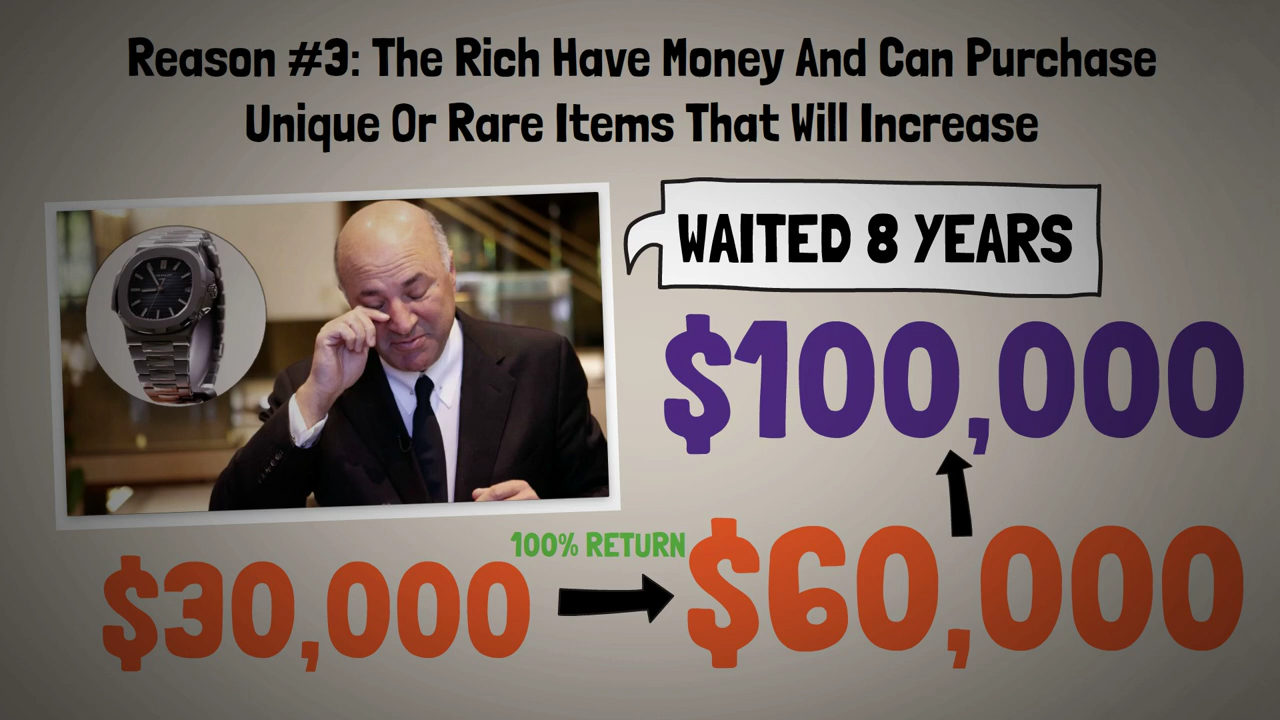 Reason #3: The Rich Have Money And Can Purchase
Unique Or Rare Items That Will Increase
WAITED 8 YEARS
$100,000
100% RETURN
$30,000
$60,000